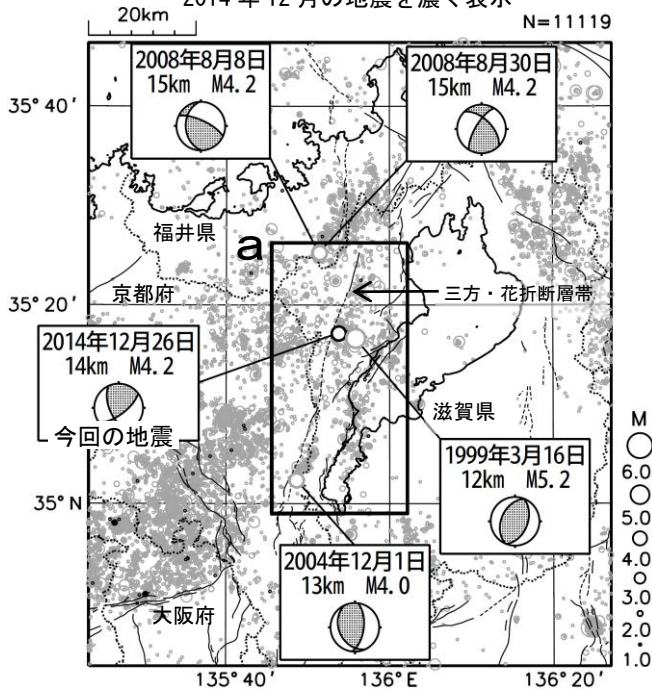 2014年12月の地震を濃く表示
20km
N=11119
2008年8月8日
15km M4.2
2008年8月30日
15km M4.2
35°40′
福井県
a
京都府
35°20′
三方・花折断層帯
2014年12月26日
14km M4.2
今回の地震
滋賀県
1999年3月16日
12km M5.2
35°N
2004年12月1日
13km M4.0
大阪府
M
6.0
5.0
4.0
3.0
2.0
1.0
135°40′
136°E
136°20′